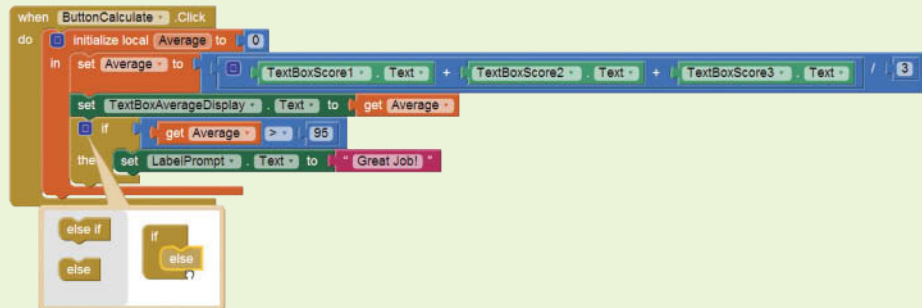 when ButtonCalculate .Click
do initialize local Average to 0
in set Average to TextBoxScore1 . Text + TextBoxScore2 . Text + TextBoxScore3 . Text / 3
set TextBoxAverageDisplay . Text to get Average
if get Average > 95
then set LabelPrompt . Text to " Great Job! "
else if
if
else
else